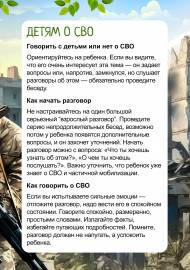 ДЕТЯМ О СВО
Говорить с детьми или нет о СВО
Ориентируйтесь на ребенка. Если вы видите,
что его очень интересует эта тема — он задает
вопросы или, напротив, замкнулся, но слушает
разговоры об этом — обязательно проведите
беседу.
Как начать разговор
Не настраивайтесь на один большой
серьезный "взрослый разговор". Проведите
серию непродолжительных бесед, возможно
потом у ребенка появятся дополнительные
вопросы, и он захочет уточнений. Начать
разговор можно с вопроса: «Что ты хочешь
узнать об этом?», «О чем ты хочешь
послушать?». Важно уточнить, что ребенок уже
знает о СВО и частичной мобилизации.
Как говорить о СВО
Если вы испытываете сильные эмоции —
отложите разговор, надо вести его в спокойном
состоянии. Говорите спокойно, размеренно,
простыми словами. Излагайте факты,
избегайте пугающих подробностей. Помните,
разговор должен не напугать, а успокоить
ребенка.